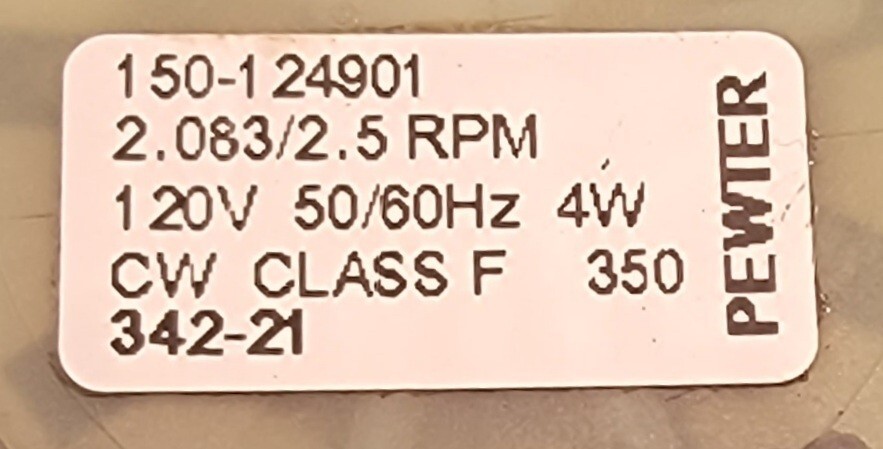 150-124901
2.083/2.5 RPM
120V 50/60Hz 4W
CW CLASS F 350
342-21
PEWTER